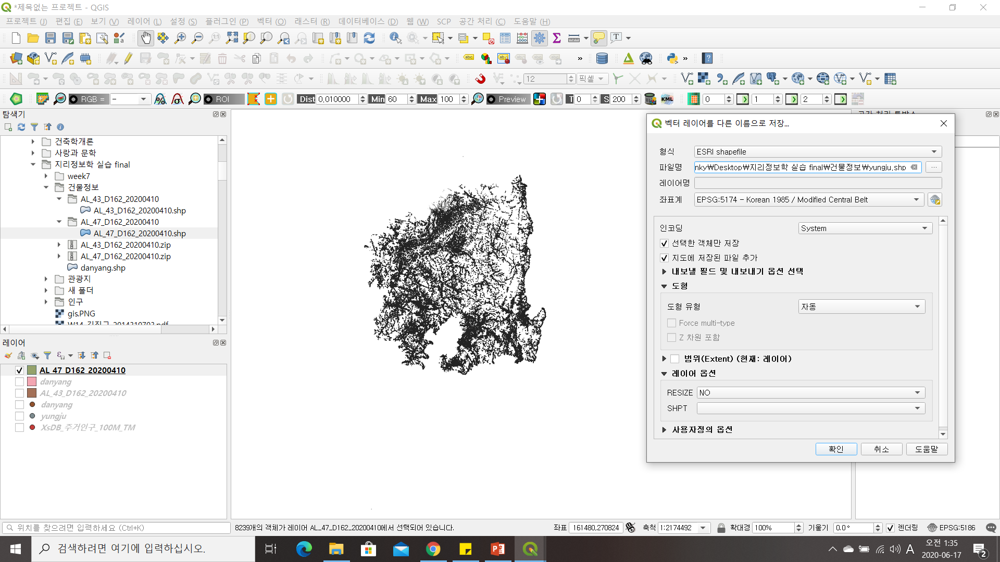 *제목없는 프로젝트 - QGIS
프로젝트 (J) 편집 (E) 보기 (V) 레이어 (L) 설정 (S) 플러그인 (P) 벡터 (O) 래스터 (R) 데이터베이스 (D) 웹 (W) SCP 공간 처리 (C) 도움말 (H)
12 픽셀
RGB = - ROI Dist 0,010000 Min 60 Max 100 Preview T 0 S 200 KML 0 1 2
탐색기
건축학개론
사랑과 문학
지리정보학 실습 final
week7
건물정보
AL_43_D162_20200410
AL_43_D162_20200410.shp
AL_47_D162_20200410
AL_47_D162_20200410.shp
AL_43_D162_20200410.zip
AL_47_D162_20200410.zip
danyang.shp
관광지
새 폴더
인구
gis.PNG
레이어
AL_47_D162_20200410
danyang
AL_43_D162_20200410
danyang
yungju
XsDB_주거인구_100M_TM
벡터 레이어를 다른 이름으로 저장...
형식 ESRI shapefile
파일명 nky₩Desktop₩지리정보학 실습 final₩건물정보₩yungju.shp ...
레이어명
좌표계 EPSG:5174 - Korean 1985 / Modified Central Belt
인코딩 System
선택한 객체만 저장
지도에 저장된 파일 추가
내보낼 필드 및 내보내기 옵션 선택
도형
도형 유형 자동
Force multi-type
Z 차원 포함
범위(Extent) (현재: 레이어)
레이어 옵션
RESIZE NO
SHPT
사용자정의 옵션
확인 취소 도움말
위치를 찾으려면 입력하세요 (Ctrl+K) 8239개의 객체가 레이어 AL_47_D162_20200410에서 선택되어 있습니다. 좌표 161480,270824 축척 1:2174492 확대경 100% 기울기 0.0 ° 렌더링 EPSG:5186
검색하려면 여기에 입력하십시오.
A
오전 1:35
2020-06-17
2